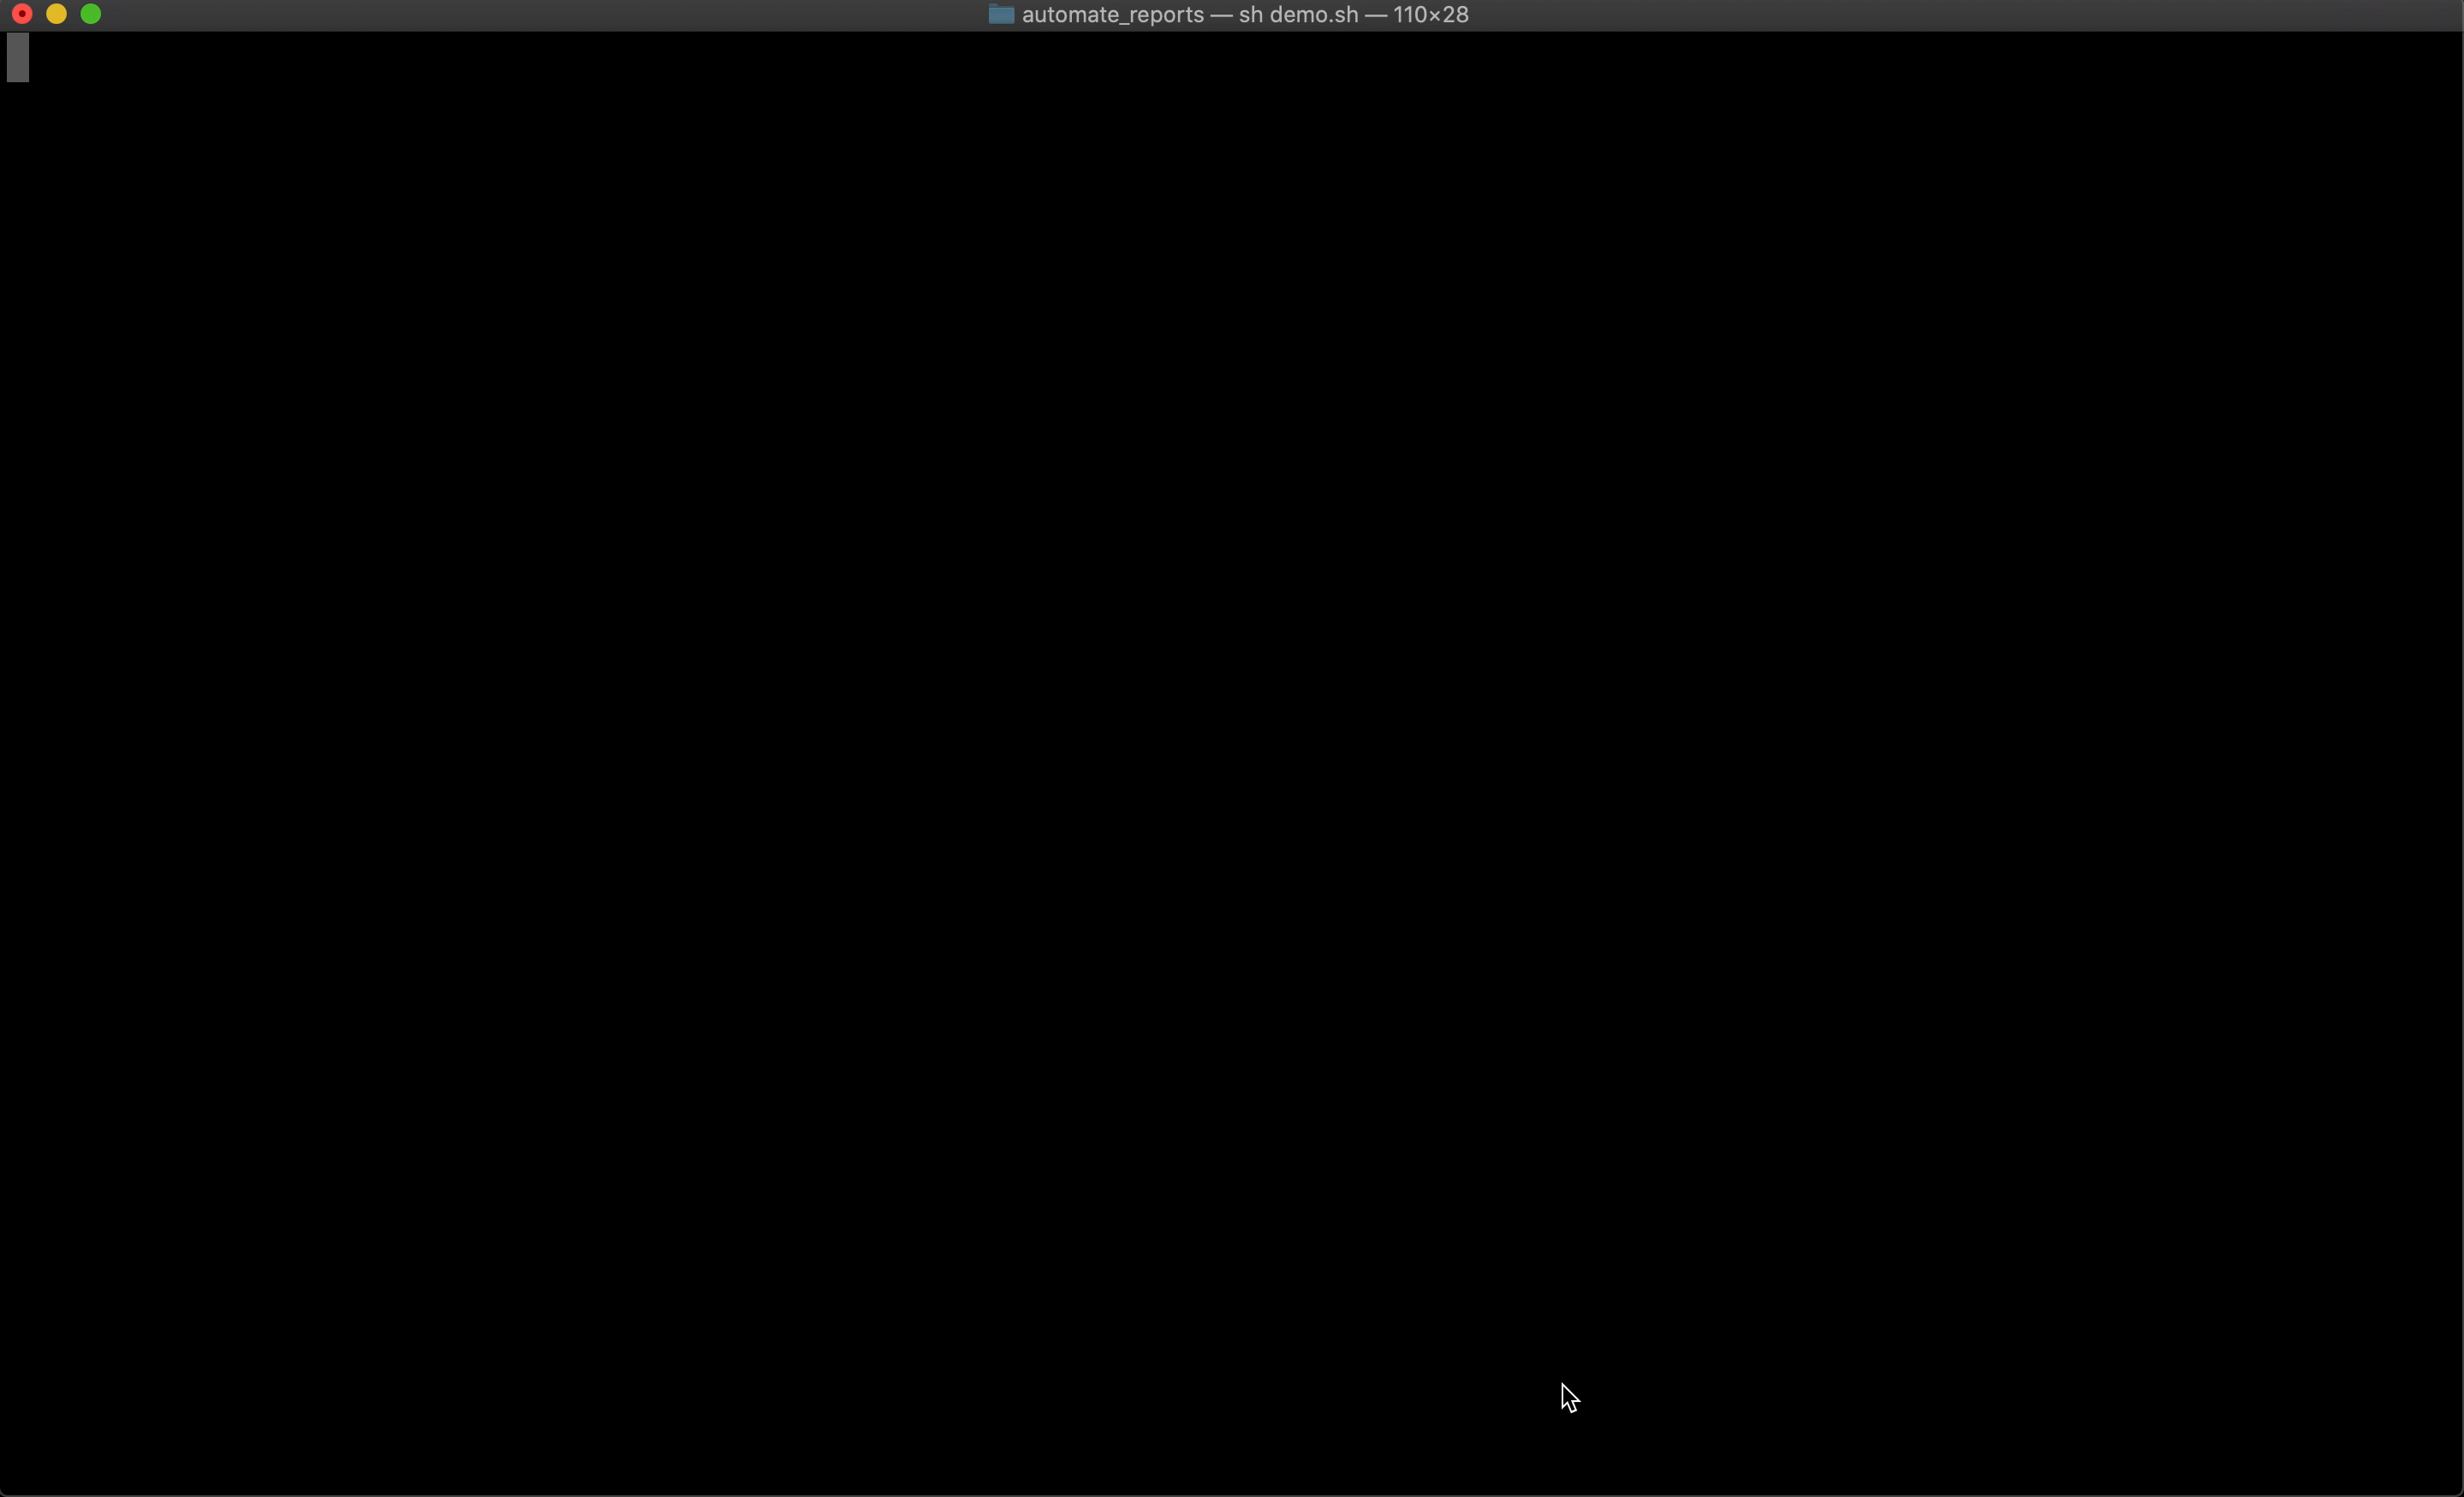 automate_reports — sh demo.sh — 110×28